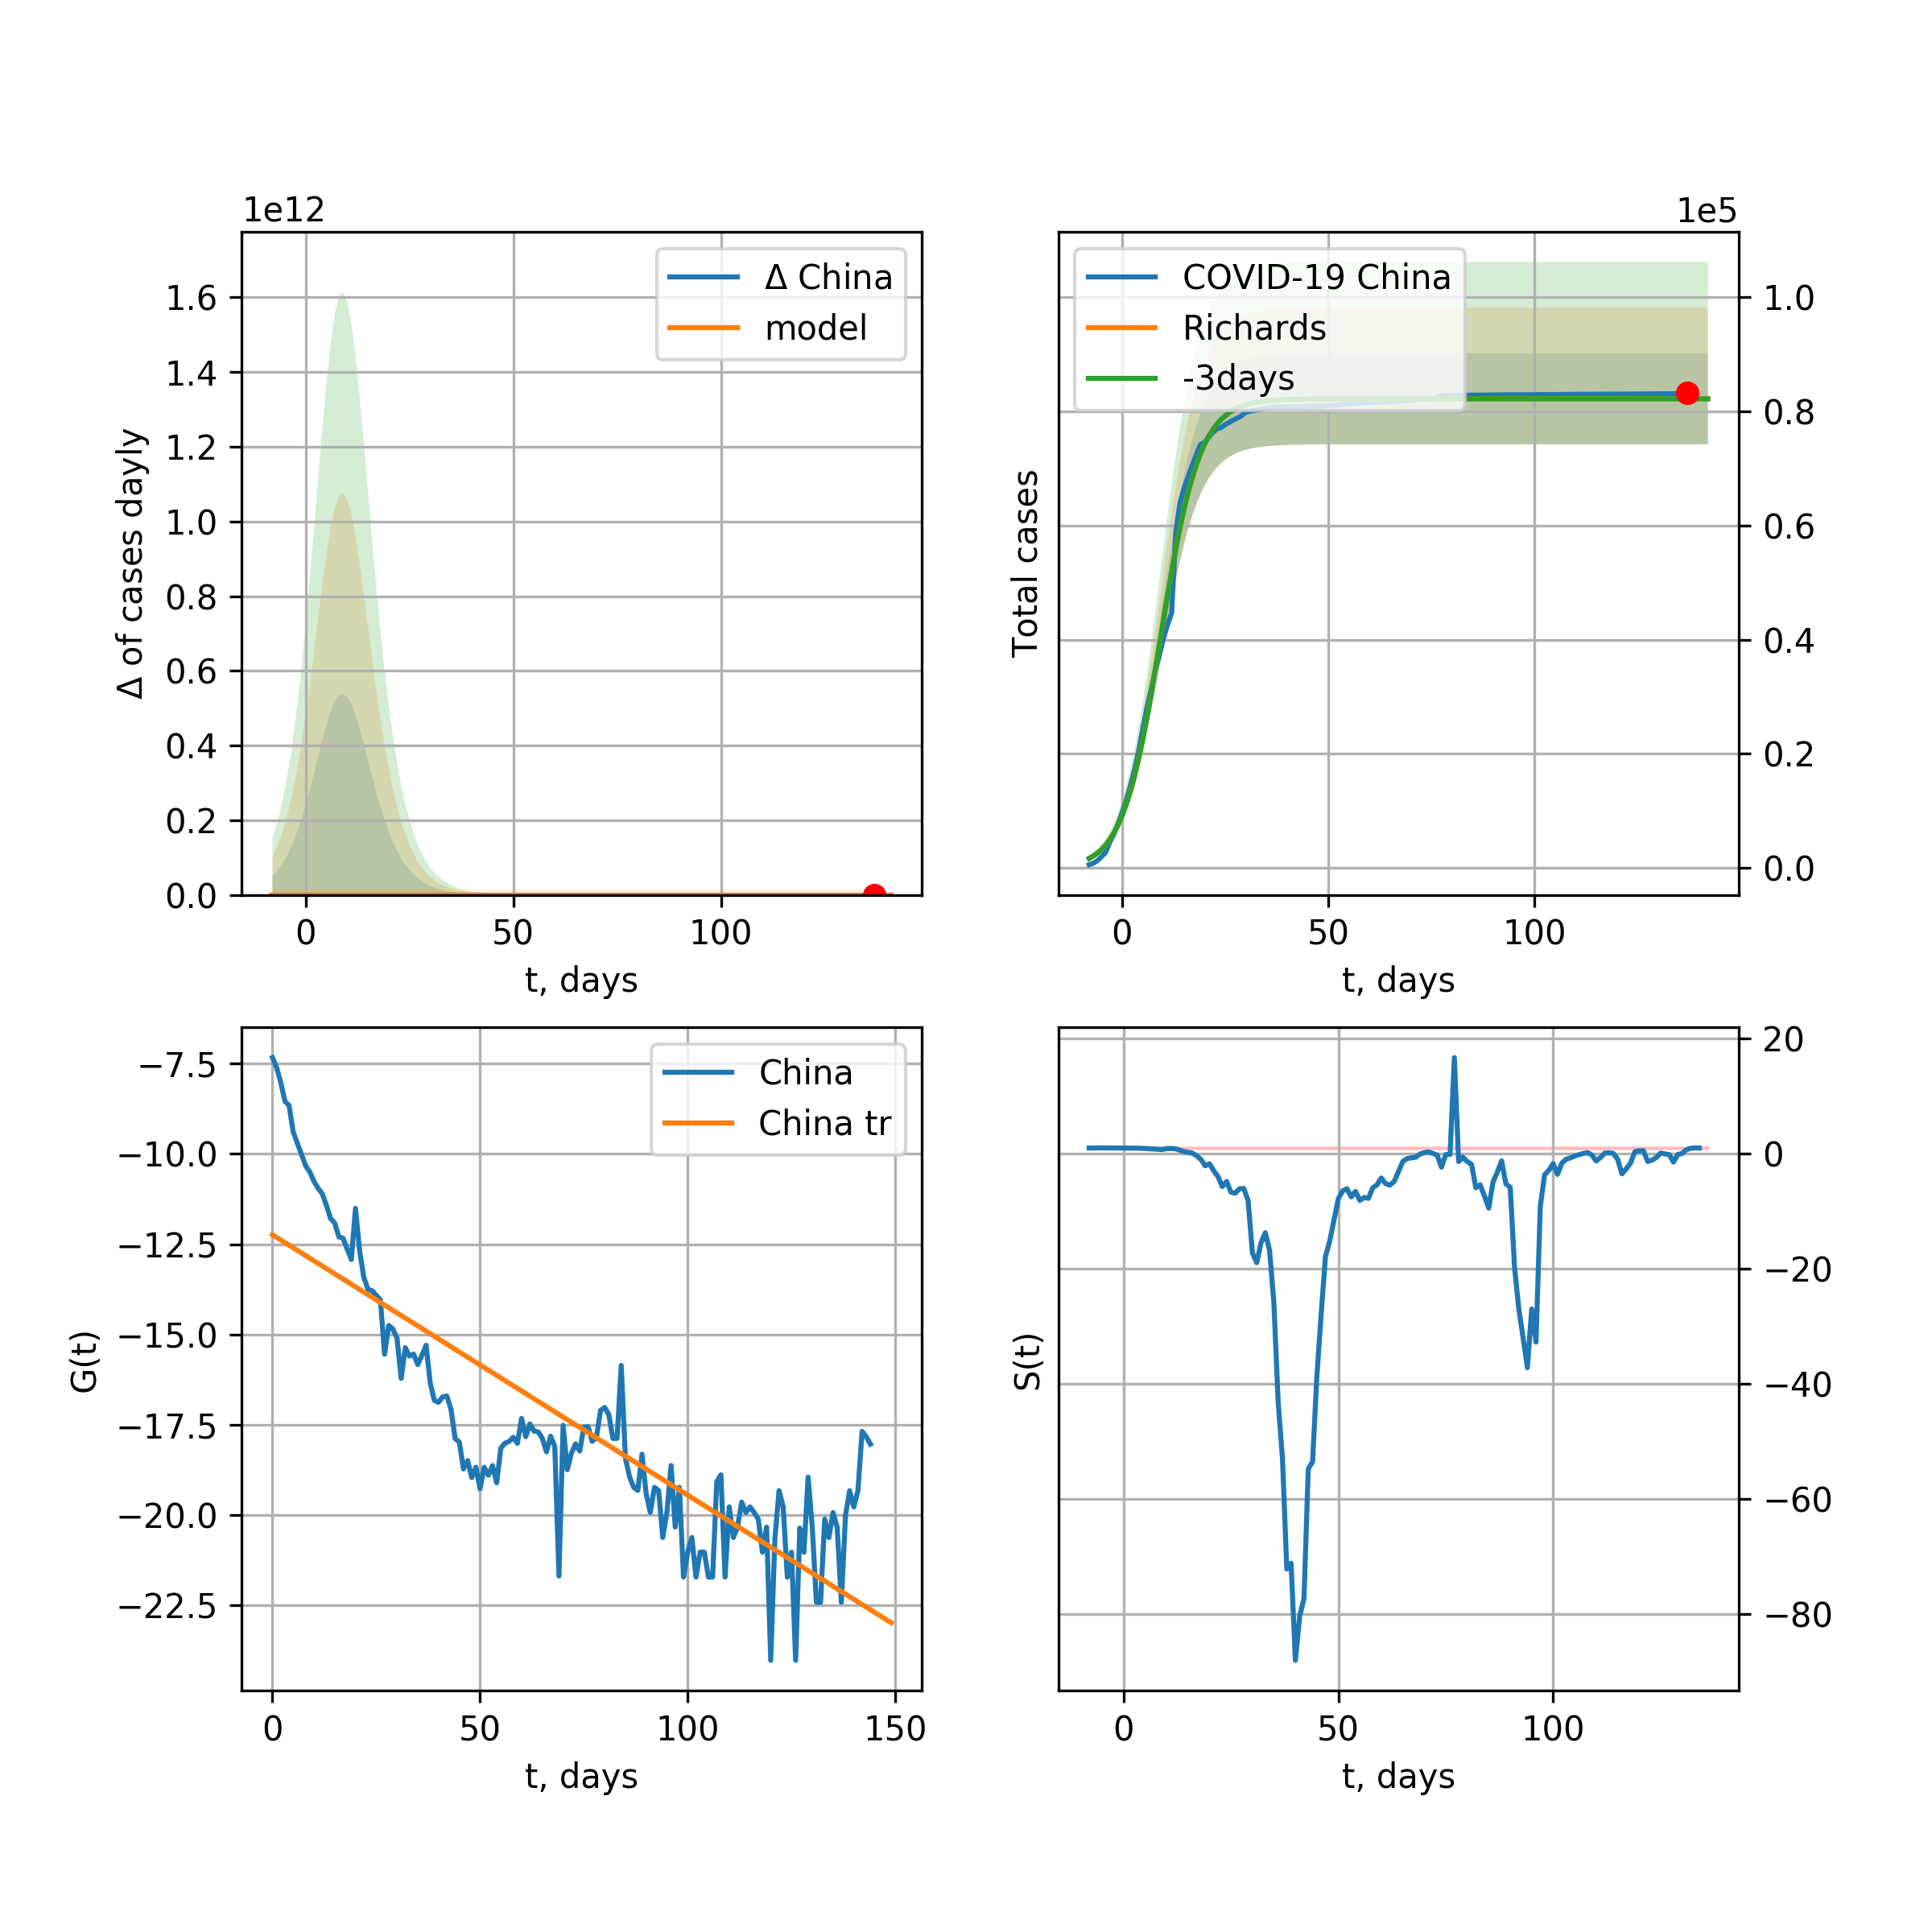 1e12
Δ of cases dayly
1.6
1.4
1.2
1.0
0.8
0.6
0.4
0.2
0.0
0 50 100
t, days
Δ China
model
1e5
Total cases
COVID-19 China
Richards
-3days
1.0
0.8
0.6
0.4
0.2
0.0
0 50 100
t, days
G(t)
−7.5
−10.0
−12.5
−15.0
−17.5
−20.0
−22.5
0 50 100 150
t, days
China
China tr
S(t)
20
0
−20
−40
−60
−80
0 50 100
t, days